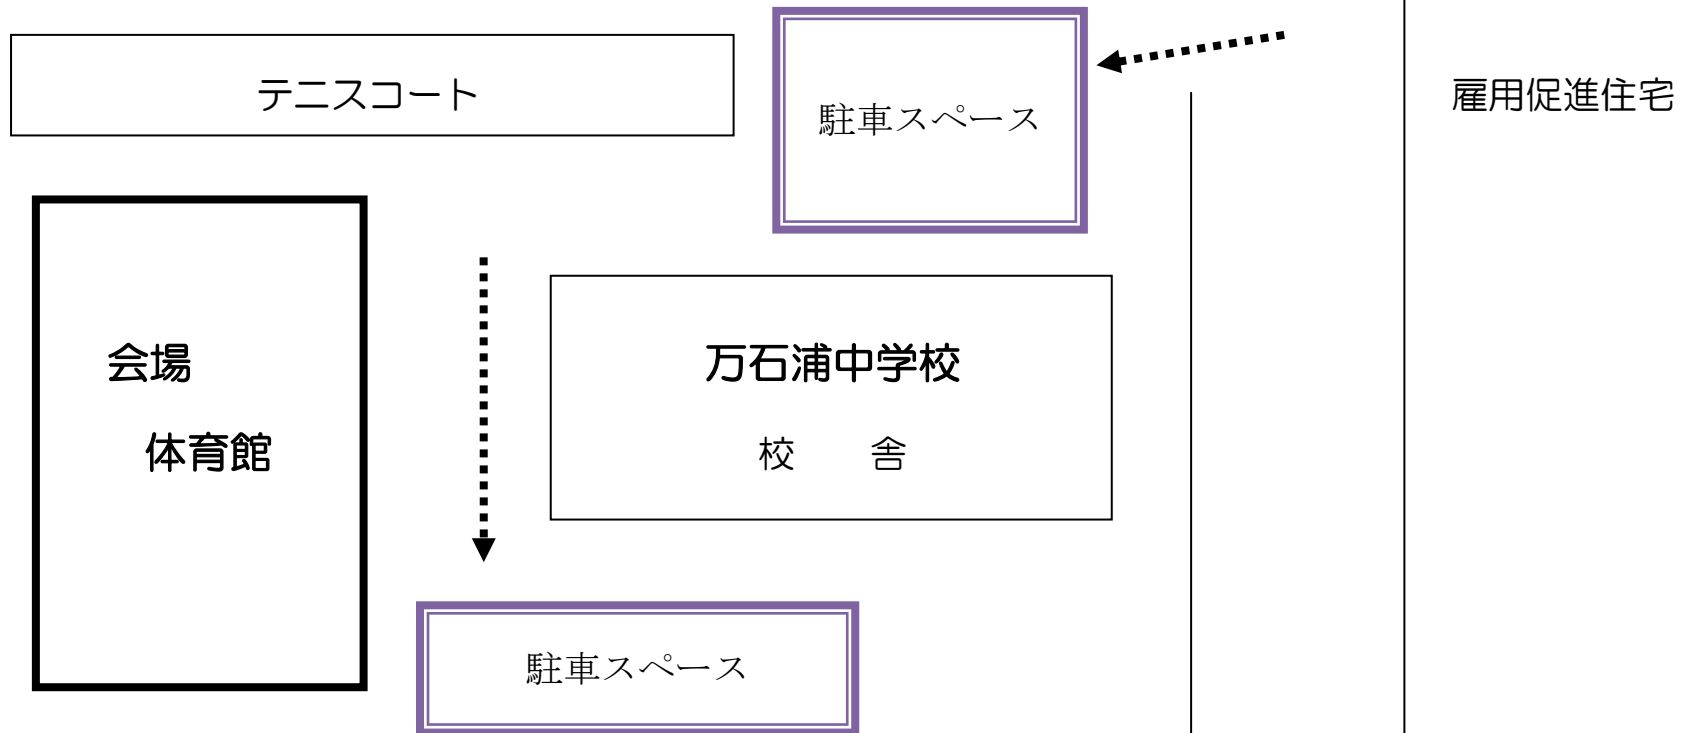 テニスコート
駐車スペース
雇用促進住宅
会場
体育館
万石浦中学校
校　　舎
駐車スペース